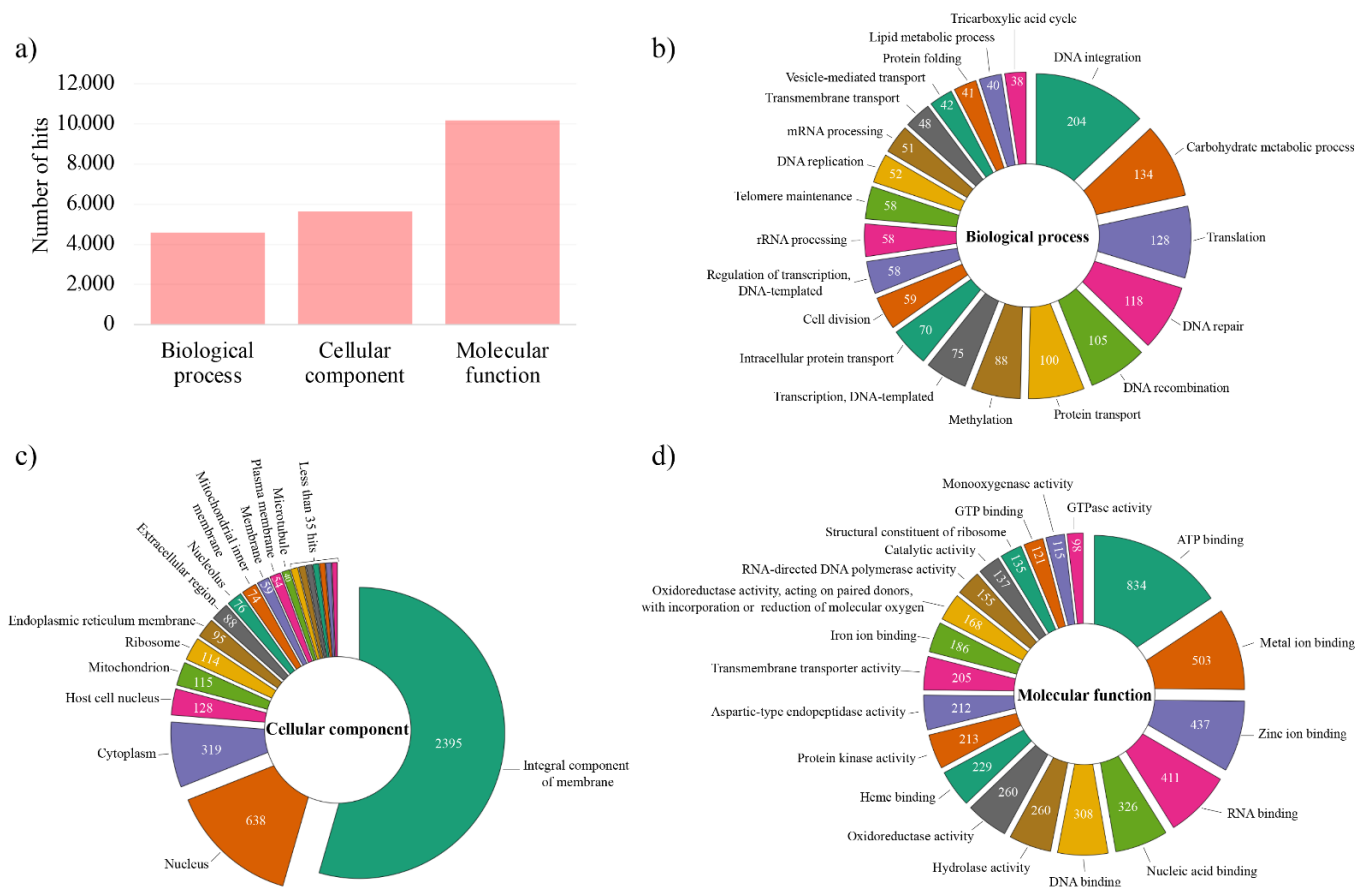 a)
Number of hits
12,000
10,000
8,000
6,000
4,000
2,000
0
Biological
process
Cellular
component
Molecular
function
b)
Biological process
DNA integration
204
Carbohydrate metabolic process
134
Translation
128
DNA repair
118
DNA recombination
105
Protein transport
100
Methylation
88
Transcription, DNA-templated
75
Intracellular protein transport
70
Cell division
59
Regulation of transcription,
DNA-templated
58
rRNA processing
58
Telomere maintenance
58
DNA replication
52
mRNA processing
51
Transmembrane transport
48
Vesicle-mediated transport
42
Protein folding
41
Lipid metabolic process
40
Tricarboxylic acid cycle
38
c)
Cellular component
Integral component
of membrane
2395
Nucleus
638
Cytoplasm
319
Host cell nucleus
128
Mitochondrion
115
Ribosome
114
Endoplasmic reticulum membrane
95
Extracellular region
88
Nucleolus
76
Mitochondrial inner
membrane
74
Membrane
59
Plasma membrane
54
Microtubule
40
Less than 35 hits
d)
Molecular function
ATP binding
834
Metal ion binding
503
Zinc ion binding
437
RNA binding
411
Nucleic acid binding
326
DNA binding
308
Hydrolase activity
260
Oxidoreductase activity
260
Heme binding
229
Protein kinase activity
213
Aspartic-type endopeptidase activity
212
Transmembrane transporter activity
205
Iron ion binding
186
Oxidoreductase activity, acting on paired donors,
with incorporation or reduction of molecular oxygen
168
RNA-directed DNA polymerase activity
155
Catalytic activity
137
Structural constituent of ribosome
135
GTP binding
121
Monooxygenase activity
115
GTPase activity
98